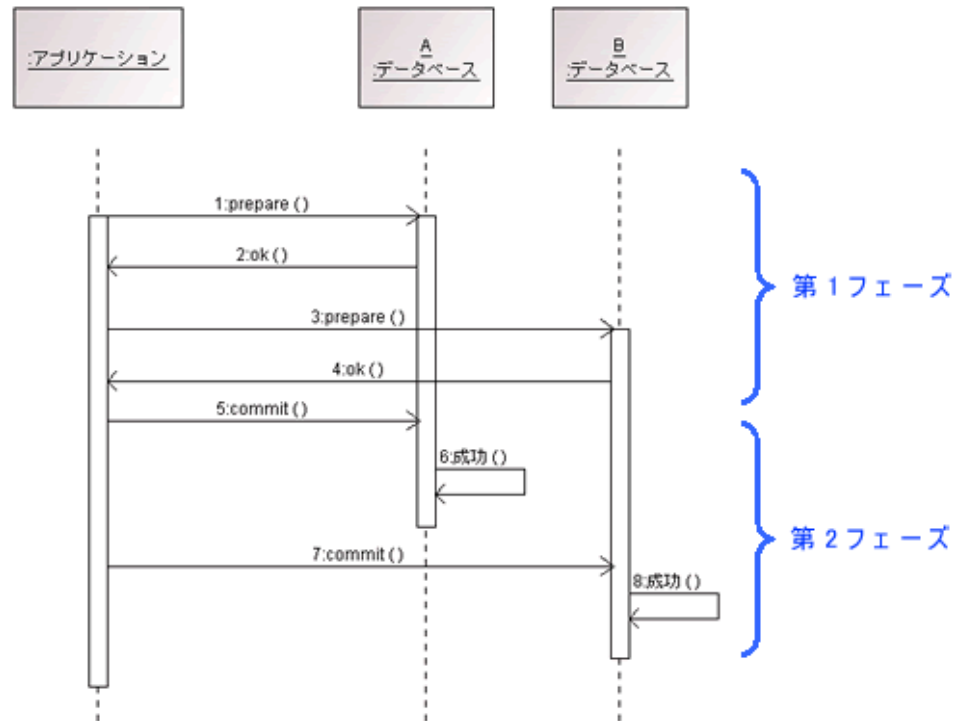 :アプリケーション
A
:データベース
B
:データベース
1:prepare ( )
2:ok ( )
3:prepare ( )
4:ok ( )
5:commit ( )
6:成功 ( )
7:commit ( )
8:成功 ( )
第1フェーズ
第2フェーズ